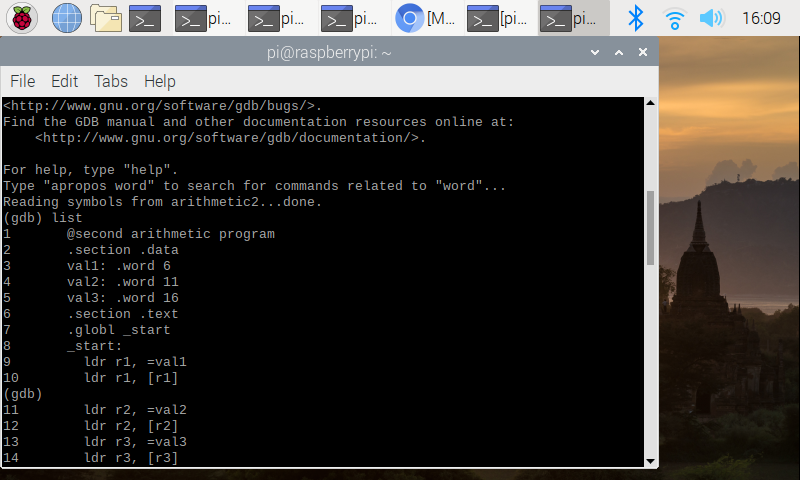 pi...
pi...
pi...
[M...
[pi...
pi...
16:09
pi@raspberrypi: ~
File Edit Tabs Help
<http://www.gnu.org/software/gdb/bugs/>.
Find the GDB manual and other documentation resources online at:
    <http://www.gnu.org/software/gdb/documentation/>.
For help, type "help".
Type "apropos word" to search for commands related to "word"...
Reading symbols from arithmetic2...done.
(gdb) list
1       @second arithmetic program
2       .section .data
3       val1: .word 6
4       val2: .word 11
5       val3: .word 16
6       .section .text
7       .globl _start
8       _start:
9         ldr r1, =val1
10        ldr r1, [r1]
(gdb)
11        ldr r2, =val2
12        ldr r2, [r2]
13        ldr r3, =val3
14        ldr r3, [r3]